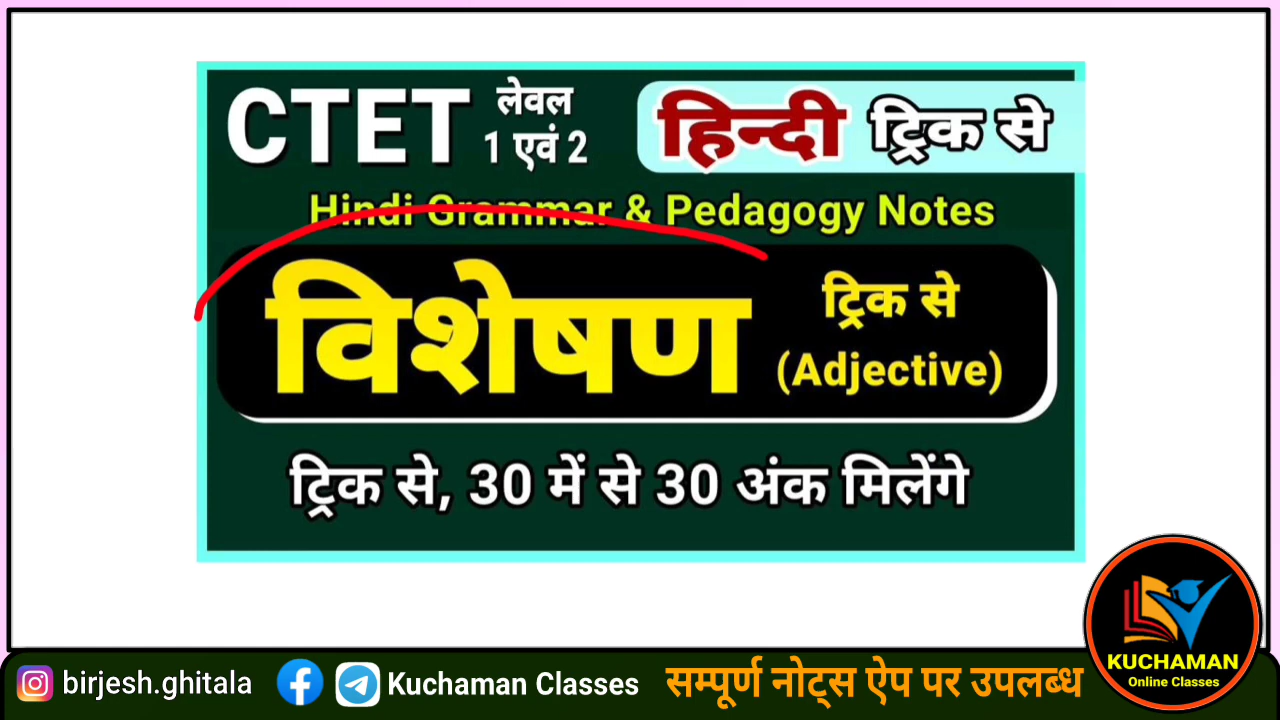 CTET लेवल 1 एवं 2 हिन्दी ट्रिक से
Hindi Grammar & Pedagogy Notes
विशेषण ट्रिक से (Adjective)
ट्रिक से, 30 में से 30 अंक मिलेंगे
birjesh.ghitala Kuchaman Classes सम्पूर्ण नोट्स ऐप पर उपलब्ध
KUCHAMAN
Online Classes